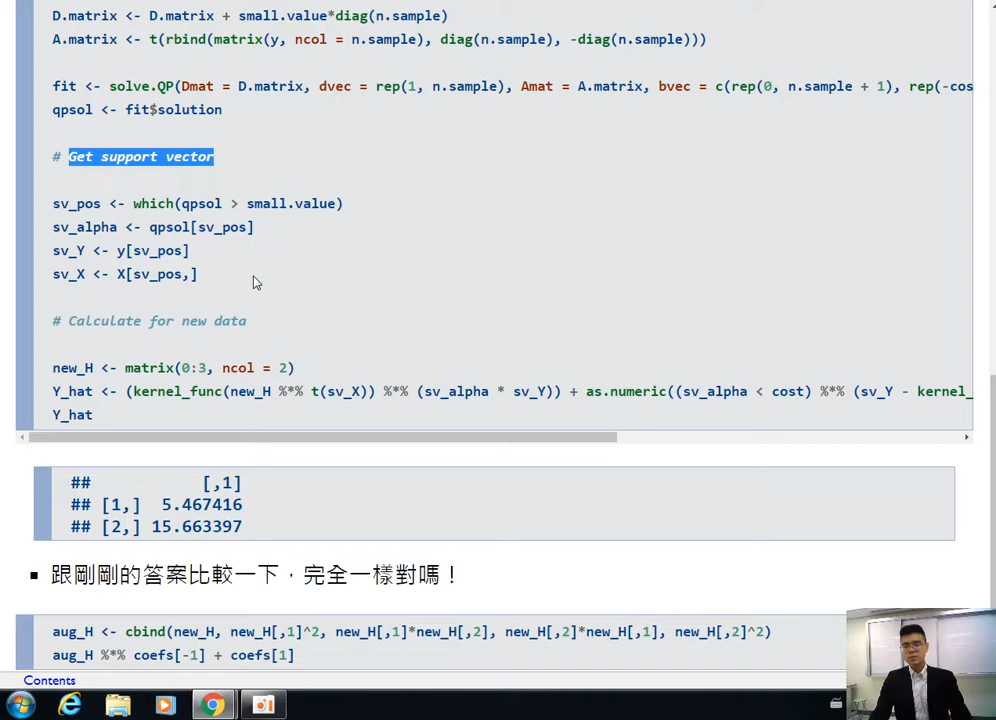 D.matrix <- D.matrix + small.value*diag(n.sample)
A.matrix <- t(rbind(matrix(y, ncol = n.sample), diag(n.sample), -diag(n.sample)))
fit <- solve.QP(Dmat = D.matrix, dvec = rep(1, n.sample), Amat = A.matrix, bvec = c(rep(0, n.sample + 1), rep(-cos
qpsol <- fit$solution
# Get support vector
sv_pos <- which(qpsol > small.value)
sv_alpha <- qpsol[sv_pos]
sv_Y <- y[sv_pos]
sv_X <- X[sv_pos,]
# Calculate for new data
new_H <- matrix(0:3, ncol = 2)
Y_hat <- (kernel_func(new_H %*% t(sv_X)) %*% (sv_alpha * sv_Y)) + as.numeric((sv_alpha < cost) %*% (sv_Y - kernel_
Y_hat
## [,1]
## [1,] 5.467416
## [2,] 15.663397
▪ 跟剛剛的答案比較一下，完全一樣對嗎！
aug_H <- cbind(new_H, new_H[,1]^2, new_H[,1]*new_H[,2], new_H[,2]*new_H[,1], new_H[,2]^2)
aug_H %*% coefs[-1] + coefs[1]
Contents